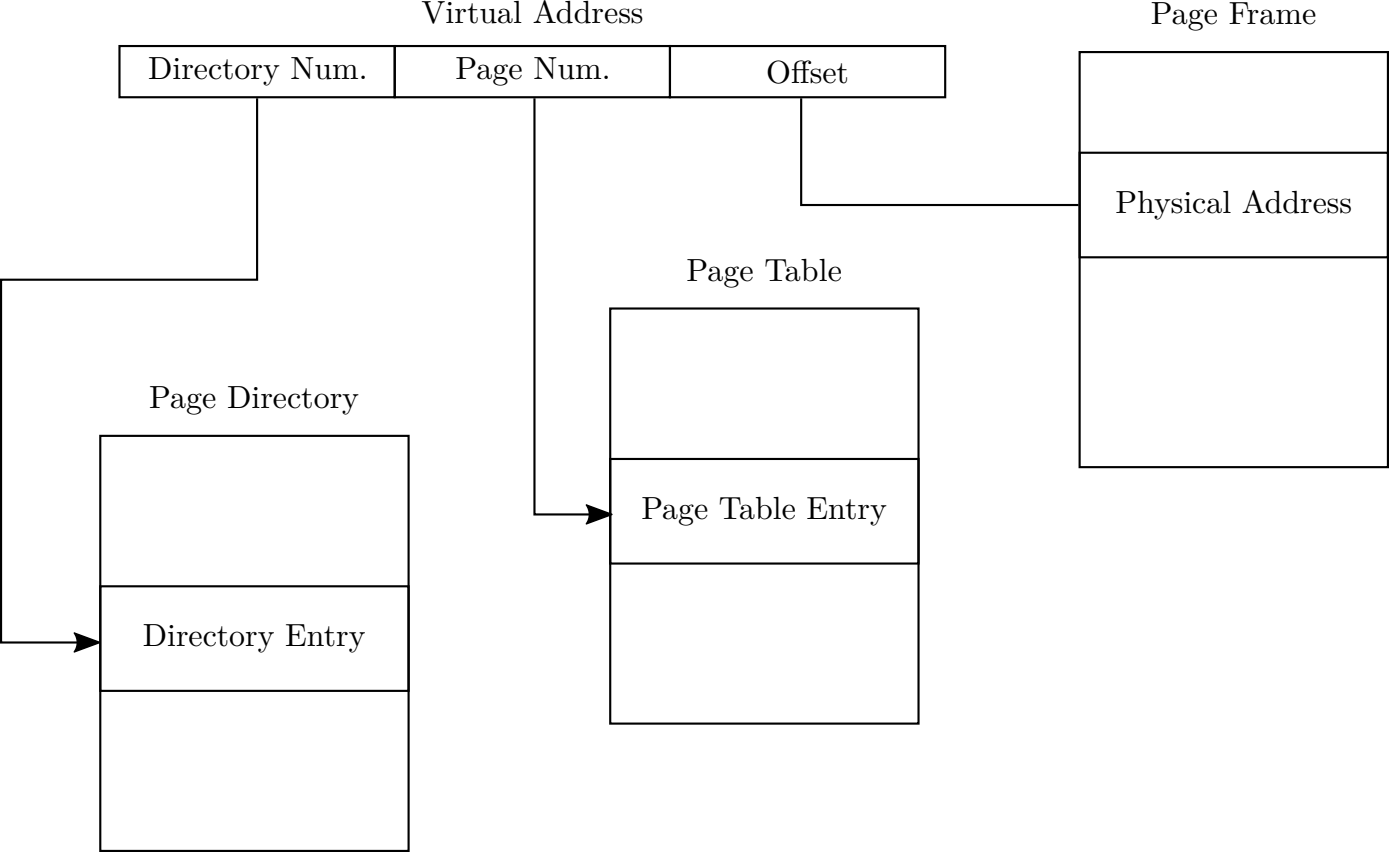 Virtual Address
Page Frame
Directory Num.
Page Num.
Offset
Physical Address
Page Table
Page Directory
Page Table Entry
Directory Entry